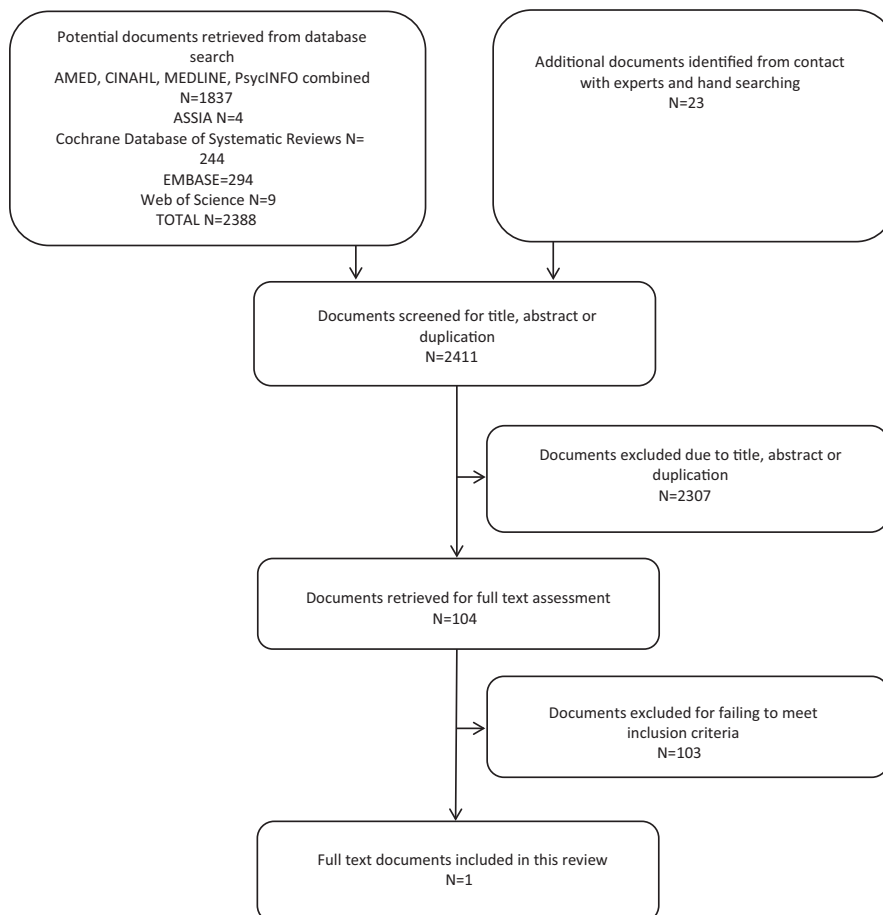 Potential documents retrieved from database
search
AMED, CINAHL, MEDLINE, PsycINFO combined
N=1837
ASSIA N=4
Cochrane Database of Systematic Reviews N=
244
EMBASE=294
Web of Science N=9
TOTAL N=2388
Additional documents identified from contact
with experts and hand searching
N=23
Documents screened for title, abstract or
duplication
N=2411
Documents excluded due to title, abstract or
duplication
N=2307
Documents retrieved for full text assessment
N=104
Documents excluded for failing to meet
inclusion criteria
N=103
Full text documents included in this review
N=1